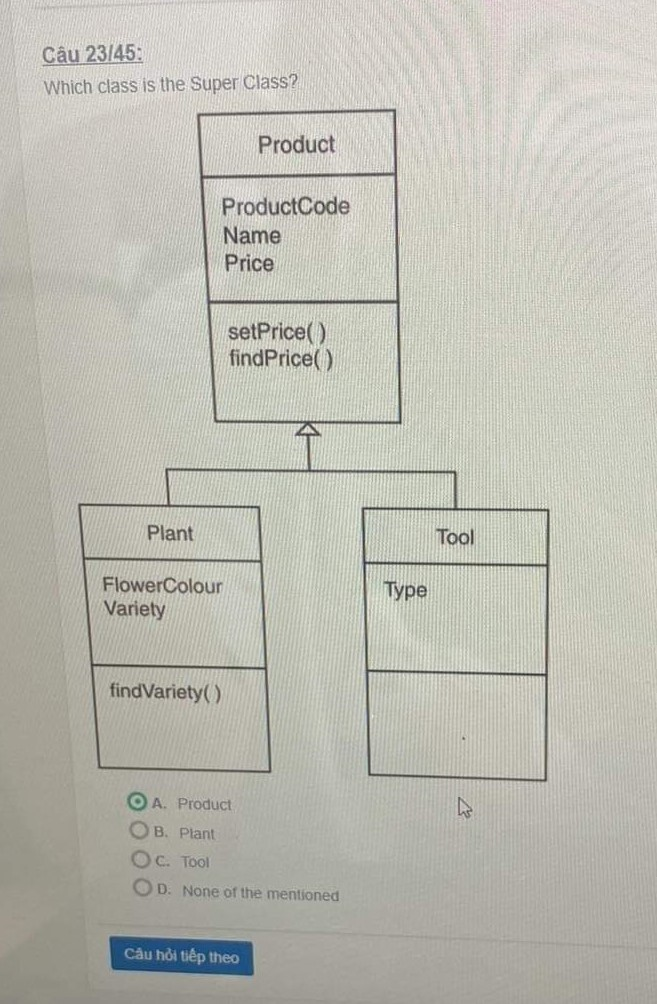 Câu 23/45:
Which class is the Super Class?
Product
ProductCode
Name
Price
setPrice( )
findPrice( )
Plant
FlowerColour
Variety
findVariety( )
Tool
Type
A. Product
B. Plant
C. Tool
D. None of the mentioned
Câu hỏi tiếp theo